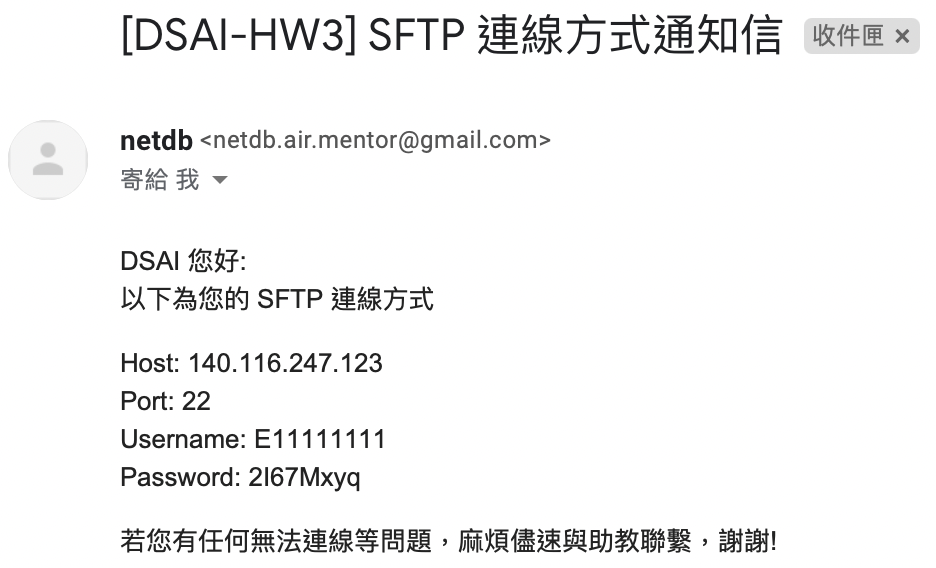 [DSAI-HW3] SFTP 連線方式通知信 收件匣 ×
netdb <netdb.air.mentor@gmail.com>
寄給 我
DSAI 您好:
以下為您的 SFTP 連線方式
Host: 140.116.247.123
Port: 22
Username: E11111111
Password: 2I67Mxyq
若您有任何無法連線等問題，麻煩儘速與助教聯繫，謝謝!